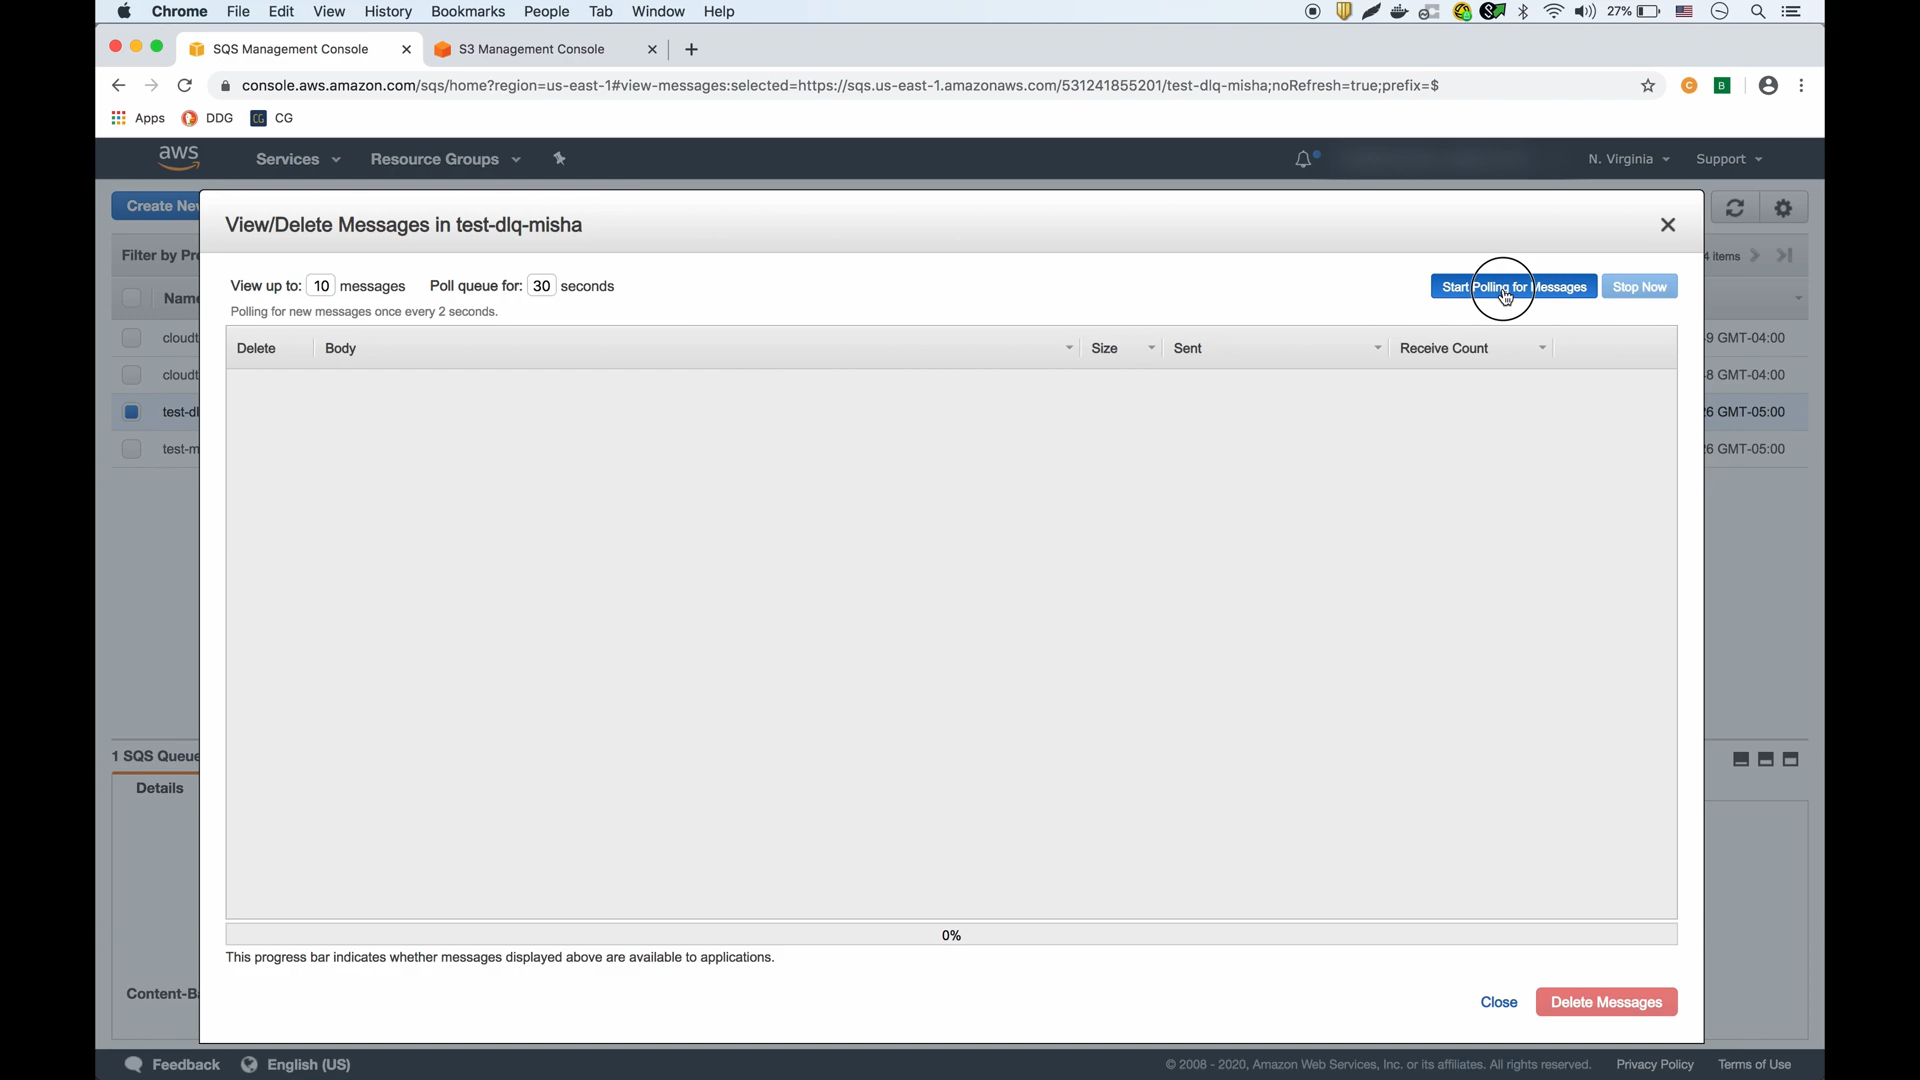 Chrome File Edit View History Bookmarks People Tab Window Help 27%
SQS Management Console S3 Management Console
console.aws.amazon.com/sqs/home?region=us-east-1#view-messages:selected=https://sqs.us-east-1.amazonaws.com/531241855201/test-dlq-misha;noRefresh=true;prefix=$
Apps DDG CG CG
aws Services Resource Groups N. Virginia Support
Create Nev
View/Delete Messages in test-dlq-misha
Filter by Pre
4 items
View up to: 10 messages Poll queue for: 30 seconds
Start Polling for Messages Stop Now
Polling for new messages once every 2 seconds.
Name
Delete Body Size Sent Receive Count
cloudt
9 GMT-04:00
cloudt
8 GMT-04:00
test-dl
6 GMT-05:00
test-m
6 GMT-05:00
1 SQS Queue
Details
0%
This progress bar indicates whether messages displayed above are available to applications.
Content-Ba
Close Delete Messages
Feedback English (US) © 2008 - 2020, Amazon Web Services, Inc. or its affiliates. All rights reserved. Privacy Policy Terms of Use